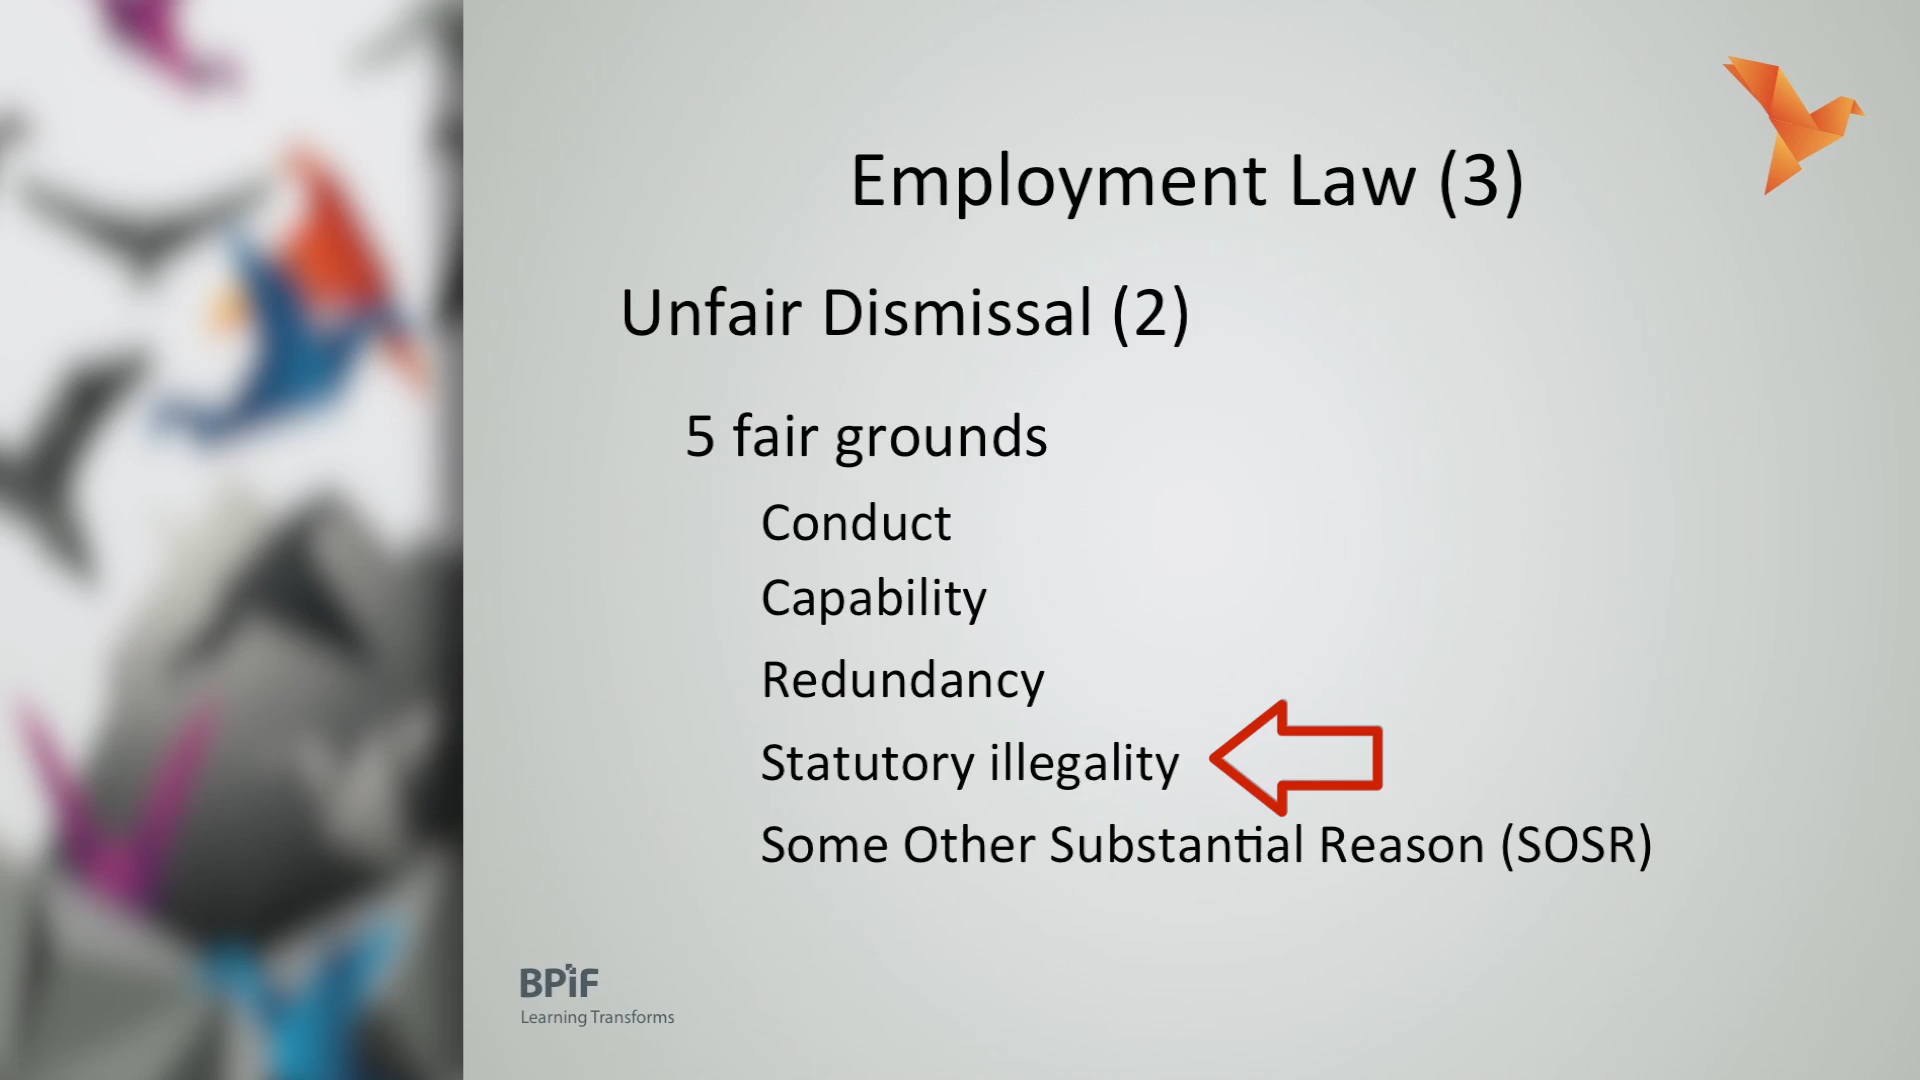 Employment Law (3)
Unfair Dismissal (2)
5 fair grounds
Conduct
Capability
Redundancy
Statutory illegality
Some Other Substantial Reason (SOSR)
BPiF
Learning Transforms